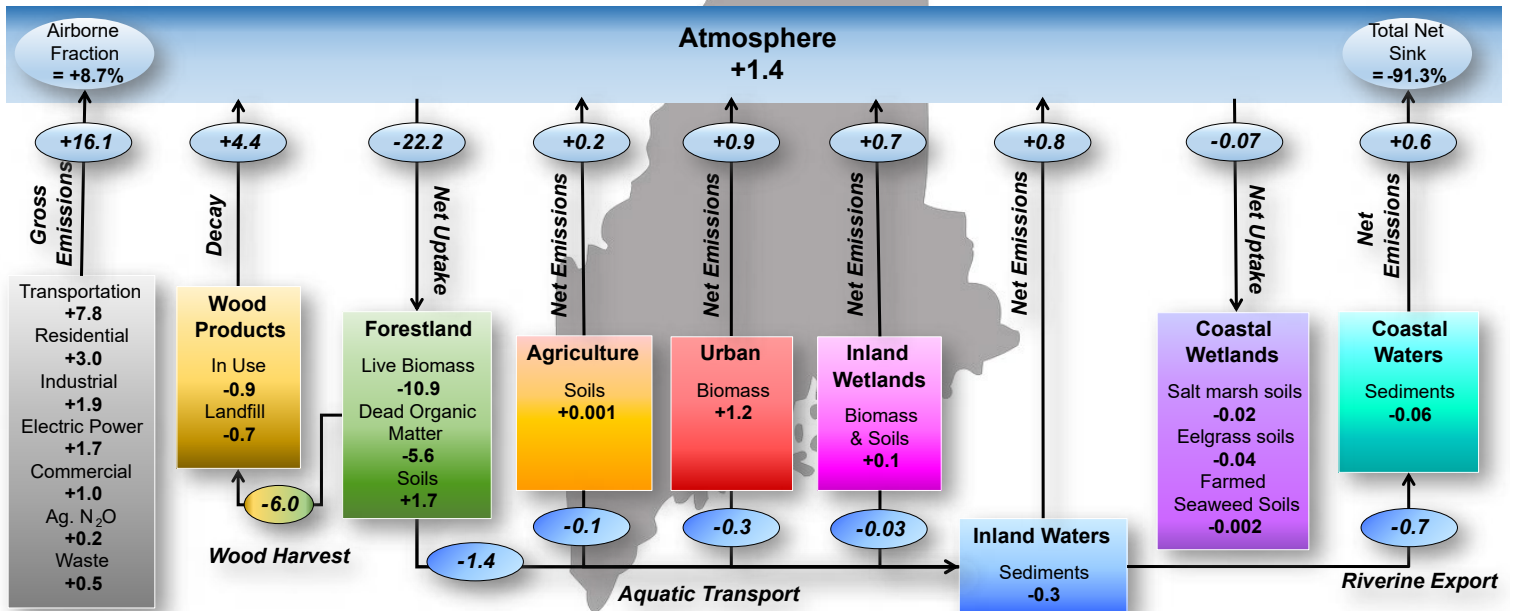 Airborne
Fraction
= +8.7%
Atmosphere
+1.4
Total Net
Sink
= -91.3%
+16.1
+4.4
-22.2
+0.2
+0.9
+0.7
+0.8
-0.07
+0.6
Gross
Emissions
Decay
Net Uptake
Net Emissions
Net Emissions
Net Emissions
Net Emissions
Net Uptake
Net
Emissions
Transportation
+7.8
Residential
+3.0
Industrial
+1.9
Electric Power
+1.7
Commercial
+1.0
Ag. N₂O
+0.2
Waste
+0.5
Wood
Products
In Use
-0.9
Landfill
-0.7
-6.0
Wood Harvest
Forestland
Live Biomass
-10.9
Dead Organic
Matter
-5.6
Soils
+1.7
-1.4
Agriculture
Soils
+0.001
-0.1
Urban
Biomass
+1.2
-0.3
Inland
Wetlands
Biomass
& Soils
+0.1
-0.03
Aquatic Transport
Inland Waters
Sediments
-0.3
Coastal
Wetlands
Salt marsh soils
-0.02
Eelgrass soils
-0.04
Farmed
Seaweed Soils
-0.002
Coastal
Waters
Sediments
-0.06
-0.7
Riverine Export